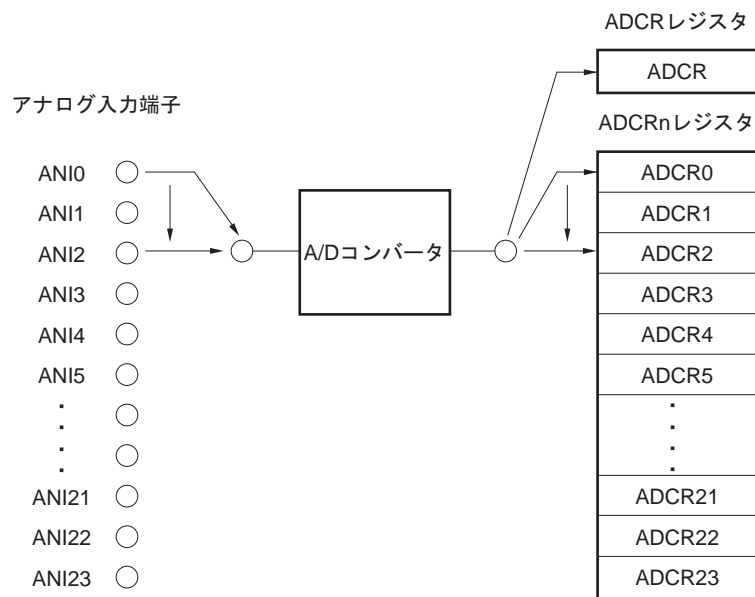 ADCRレジスタ
ADCR
アナログ入力端子
ADCRnレジスタ
ANI0
ANI1
ANI2
ANI3
ANI4
ANI5
ANI21
ANI22
ANI23
A/Dコンバータ
ADCR0
ADCR1
ADCR2
ADCR3
ADCR4
ADCR5
ADCR21
ADCR22
ADCR23